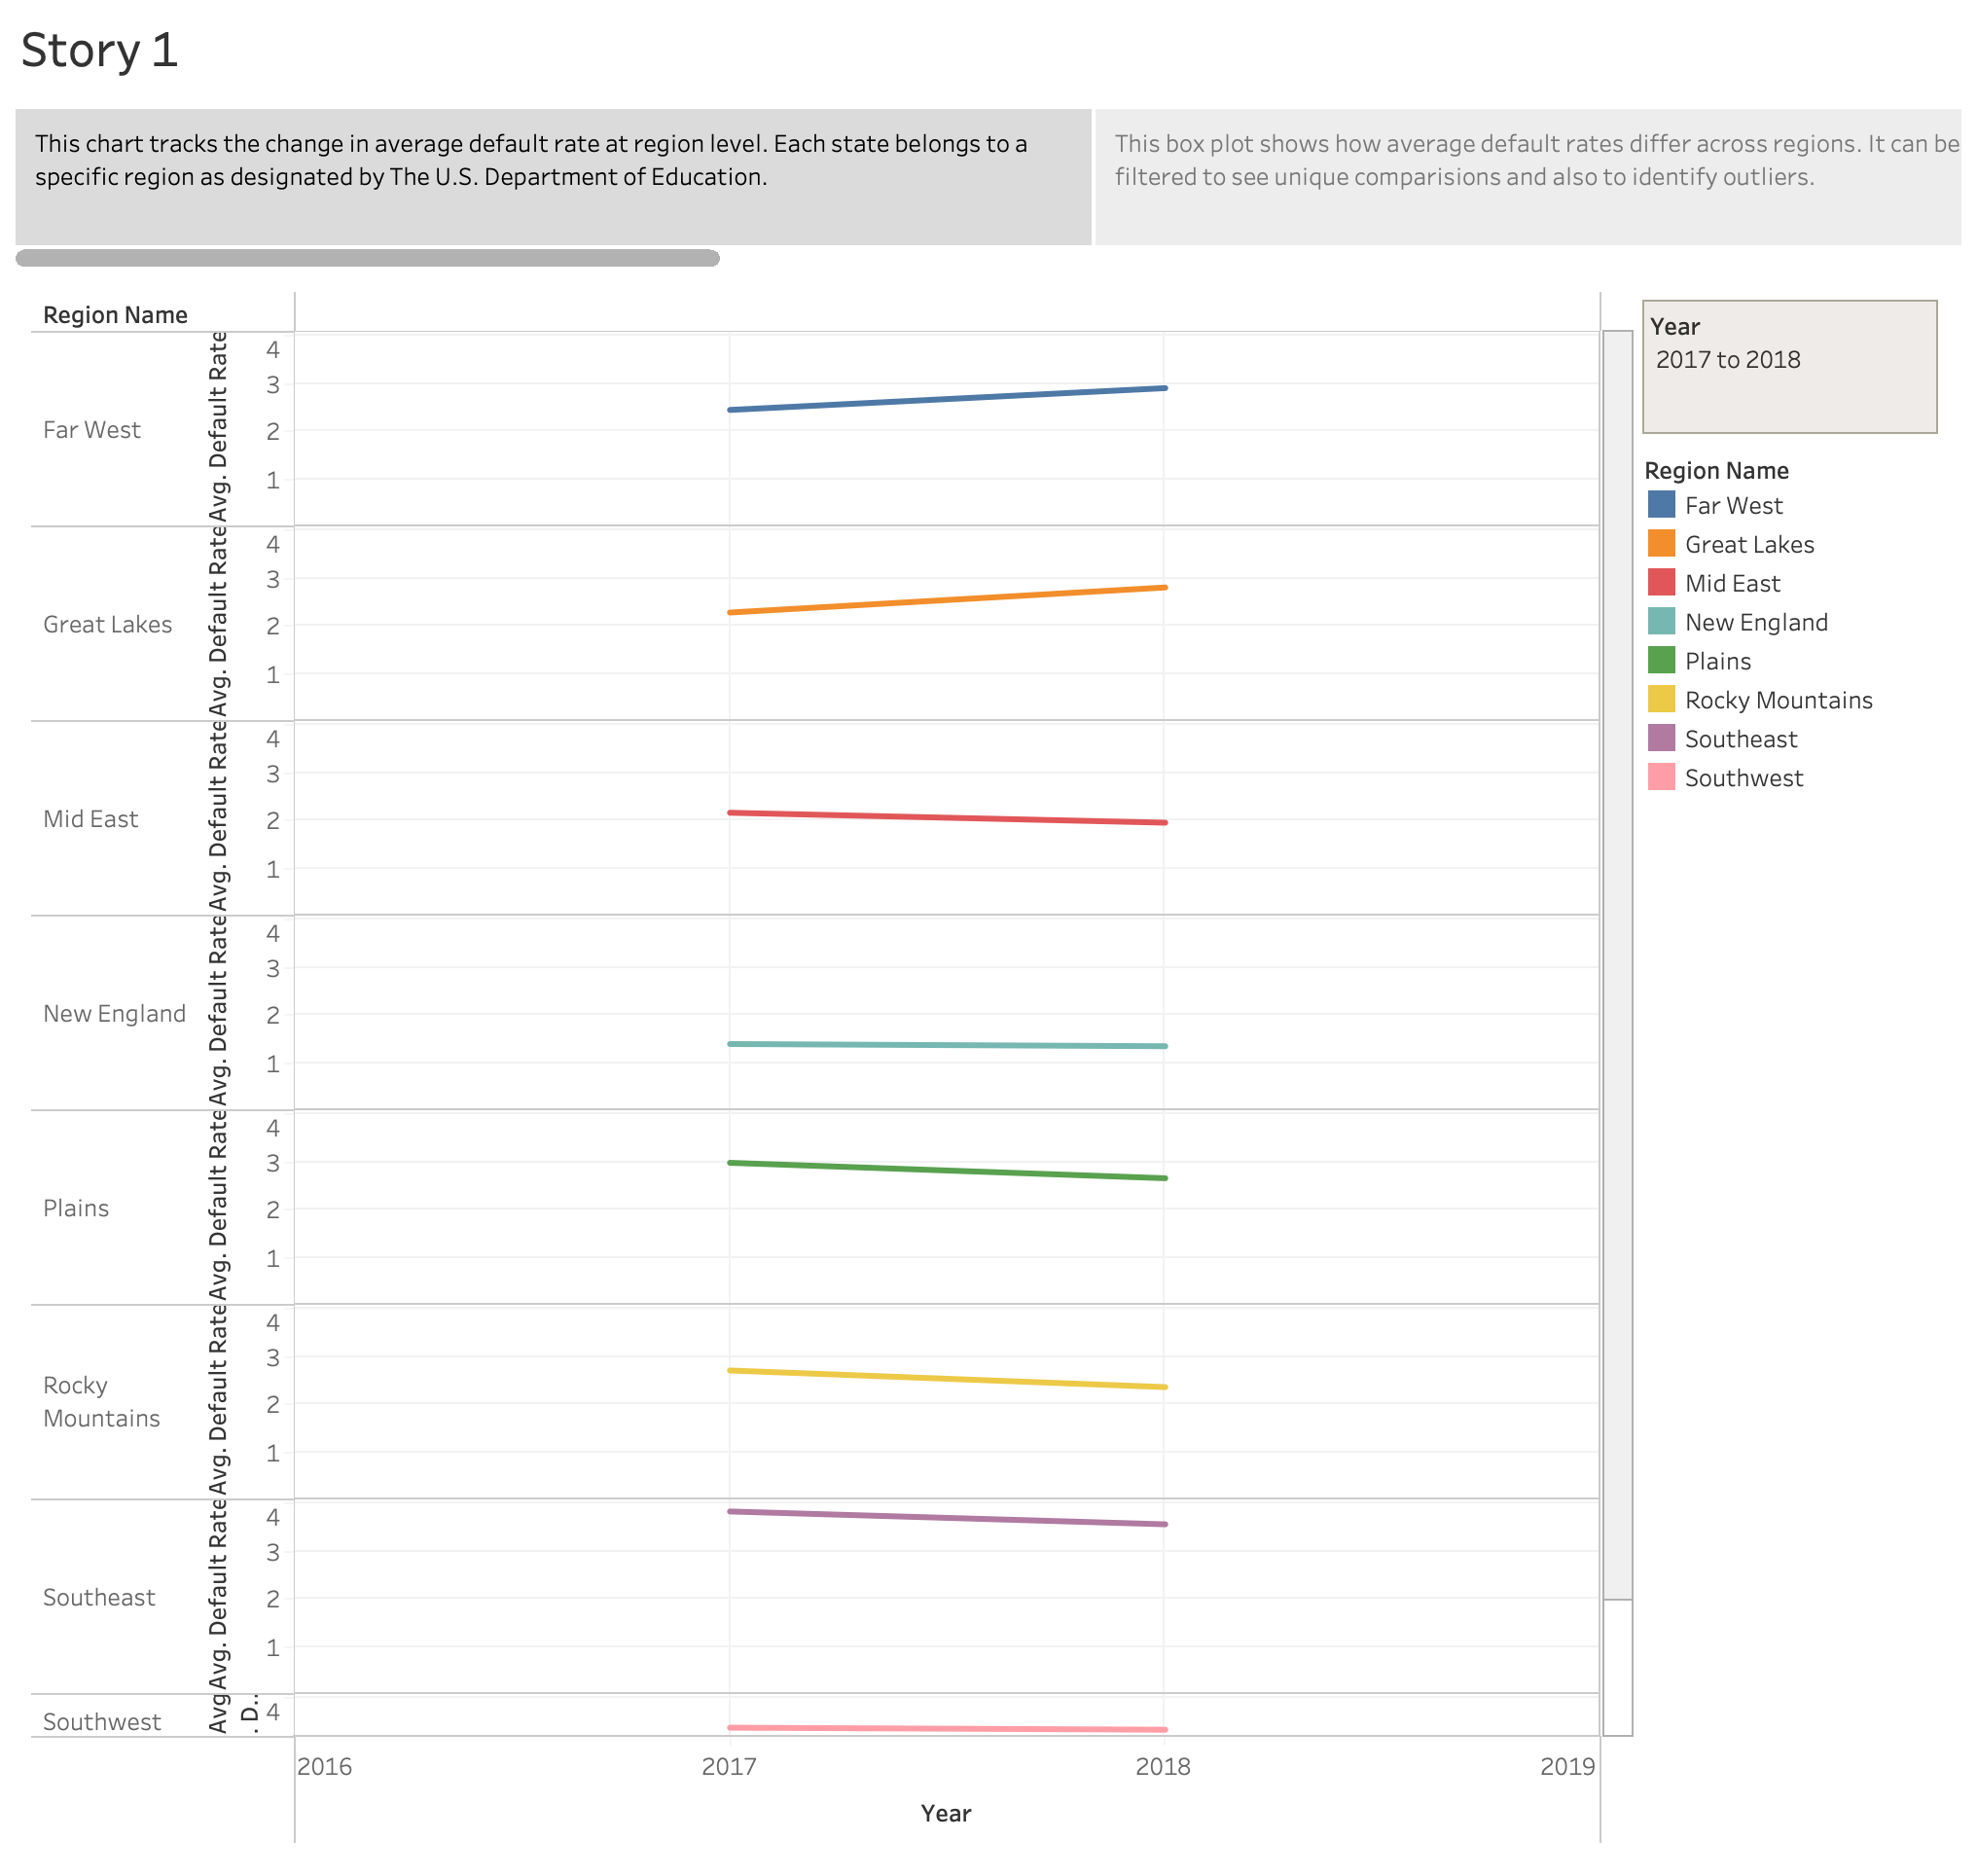 Story 1
This chart tracks the change in average default rate at region level. Each state belongs to a
specific region as designated by The U.S. Department of Education.
This box plot shows how average default rates differ across regions. It can be
filtered to see unique comparisions and also to identify outliers.
Region Name
Far West
Avg. Default Rate
4
3
2
1
Great Lakes
Avg. Default Rate
4
3
2
1
Mid East
Avg. Default Rate
4
3
2
1
New England
Avg. Default Rate
4
3
2
1
Plains
Avg. Default Rate
4
3
2
1
Rocky
Mountains
Avg. Default Rate
4
3
2
1
Southeast
Avg. Default Rate
4
3
2
1
Southwest
Avg
. D..
4
2016
2017
2018
2019
Year
Year
2017 to 2018
Region Name
Far West
Great Lakes
Mid East
New England
Plains
Rocky Mountains
Southeast
Southwest